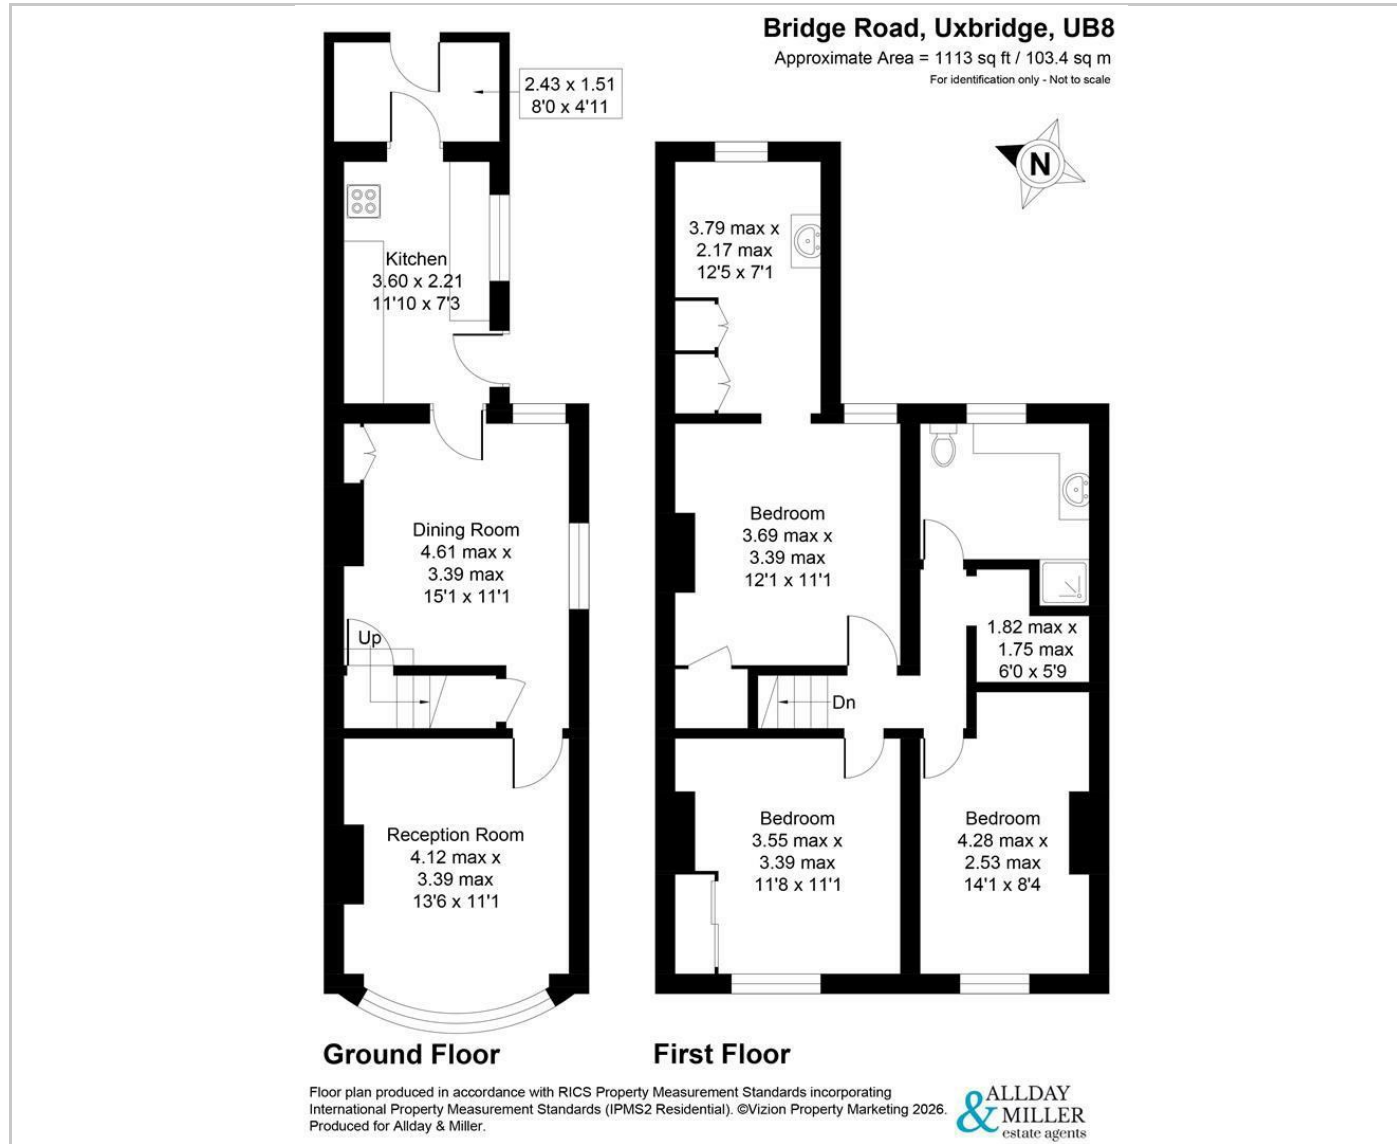 Bridge Road, Uxbridge, UB8
Approximate Area = 1113 sq ft / 103.4 sq m
For identification only - Not to scale
N
2.43 x 1.51
8'0 x 4'11
Kitchen
3.60 x 2.21
11'10 x 7'3
Dining Room
4.61 max x
3.39 max
15'1 x 11'1
Up
Reception Room
4.12 max x
3.39 max
13'6 x 11'1
Ground Floor
3.79 max x
2.17 max
12'5 x 7'1
Bedroom
3.69 max x
3.39 max
12'1 x 11'1
1.82 max x
1.75 max
6'0 x 5'9
Dn
Bedroom
3.55 max x
3.39 max
11'8 x 11'1
Bedroom
4.28 max x
2.53 max
14'1 x 8'4
First Floor
Floor plan produced in accordance with RICS Property Measurement Standards incorporating
International Property Measurement Standards (IPMS2 Residential). ©Vizion Property Marketing 2026.
Produced for Allday & Miller.
ALLDAY
& MILLER
estate agents